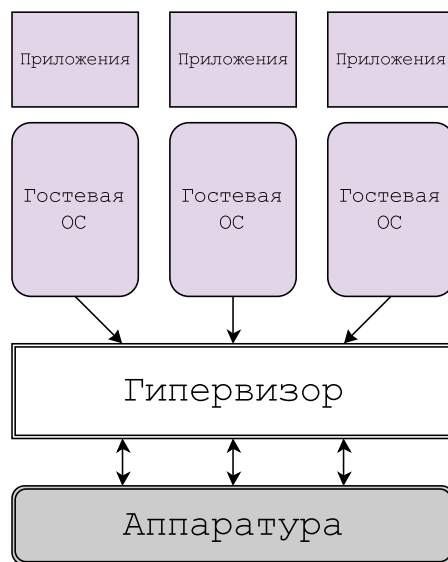 Приложения
Приложения
Приложения
Гостевая
ОС
Гостевая
ОС
Гостевая
ОС
Гипервизор
Аппаратура